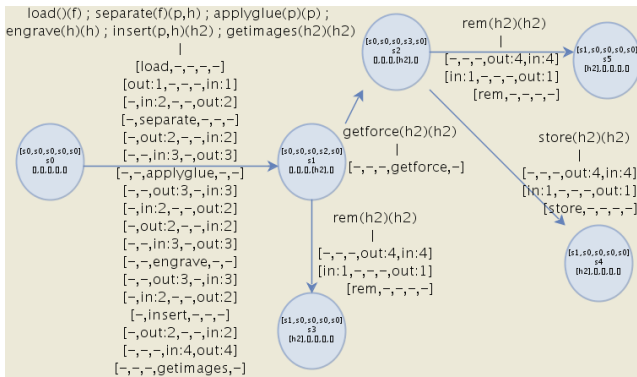 load()(f) ; separate(f)(p,h) ; applyglue(p)(p) ;
engrave(h)(h) ; insert(p,h)(h2) ; getimages(h2)(h2)
|
[load,-,-,-,-]
[out:1,-,-,-,in:1]
[-,in:2,-,-,out:2]
[-,separate,-,-,-]
[-,out:2,-,-,in:2]
[-,-,in:3,-,out:3]
[-,-,applyglue,-,-]
[-,-,out:3,-,in:3]
[-,in:2,-,-,out:2]
[-,out:2,-,-,in:2]
[-,-,in:3,-,out:3]
[-,-,engrave,-,-]
[-,-,out:3,-,in:3]
[-,in:2,-,-,out:2]
[-,insert,-,-,-]
[-,out:2,-,-,in:2]
[-,-,-,in:4,out:4]
[-,-,-,getimages,-]
[s0,s0,s0,s0,s0]
s0
[],[],[],[],[]
[s0,s0,s0,s2,s0]
s1
[],[],[],[h2],[]
getforce(h2)(h2)
|
[-,-,-,getforce,-]
[s0,s0,s0,s3,s0]
s2
[],[],[],[h2],[]
rem(h2)(h2)
|
[-,-,-,out:4,in:4]
[in:1,-,-,-,out:1]
[rem,-,-,-,-]
[s1,s0,s0,s0,s0]
s5
[h2],[],[],[],[]
store(h2)(h2)
|
[-,-,-,out:4,in:4]
[in:1,-,-,-,out:1]
[store,-,-,-,-]
[s1,s0,s0,s0,s0]
s4
[h2],[],[],[],[]
rem(h2)(h2)
|
[-,-,-,out:4,in:4]
[in:1,-,-,-,out:1]
[rem,-,-,-,-]
[s1,s0,s0,s0,s0]
s3
[h2],[],[],[],[]